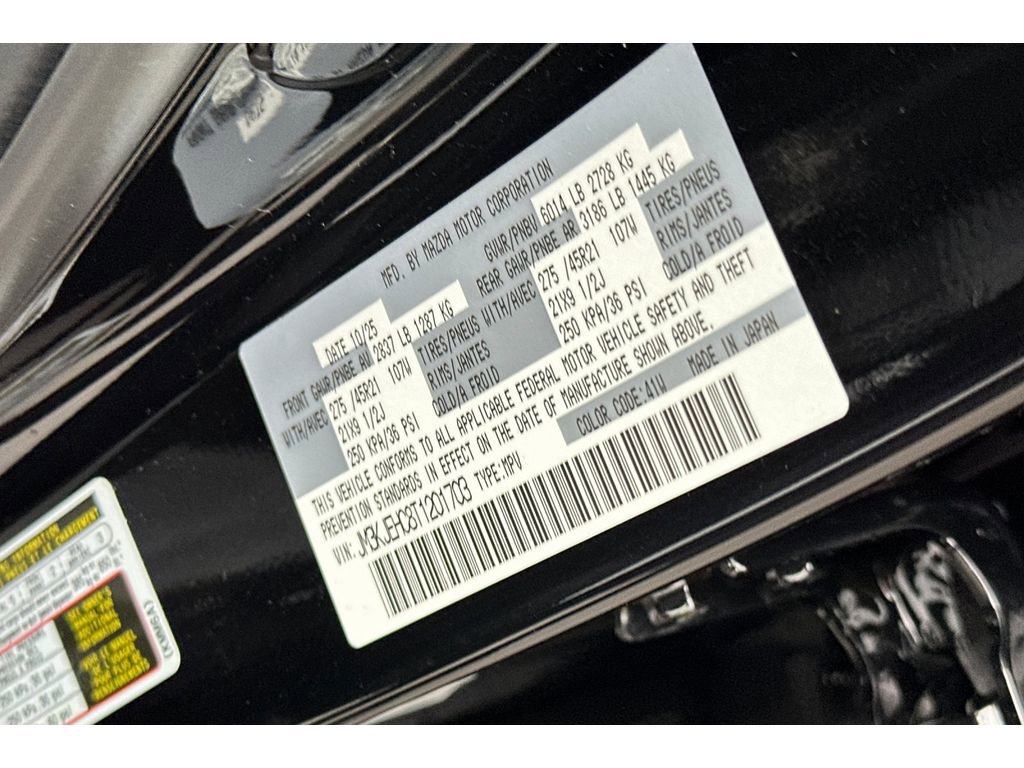 MFD. BY MAZDA MOTOR CORPORATION
DATE 10/25 GVWR/PNBV 6014 LB 2728 KG
FRONT GAWR/PNBE AV 2837 LB 1287 KG REAR GAWR/PNBE AR 3186 LB 1445 KG
WITH/AVEC 275 /45R21 107W TIRES/PNEUS WITH/AVEC 275 /45R21 107W TIRES/PNEUS
21X9 1/2J RIMS/JANTES 21X9 1/2J RIMS/JANTES
250 KPA/36 PSI COLD/A FROID 250 KPA/36 PSI COLD/A FROID
THIS VEHICLE CONFORMS TO ALL APPLICABLE FEDERAL MOTOR VEHICLE SAFETY AND THEFT
PREVENTION STANDARDS IN EFFECT ON THE DATE OF MANUFACTURE SHOWN ABOVE.
VIN: JM3KJEHC8T1201703 TYPE:MPV COLOR CODE:41W MADE IN JAPAN